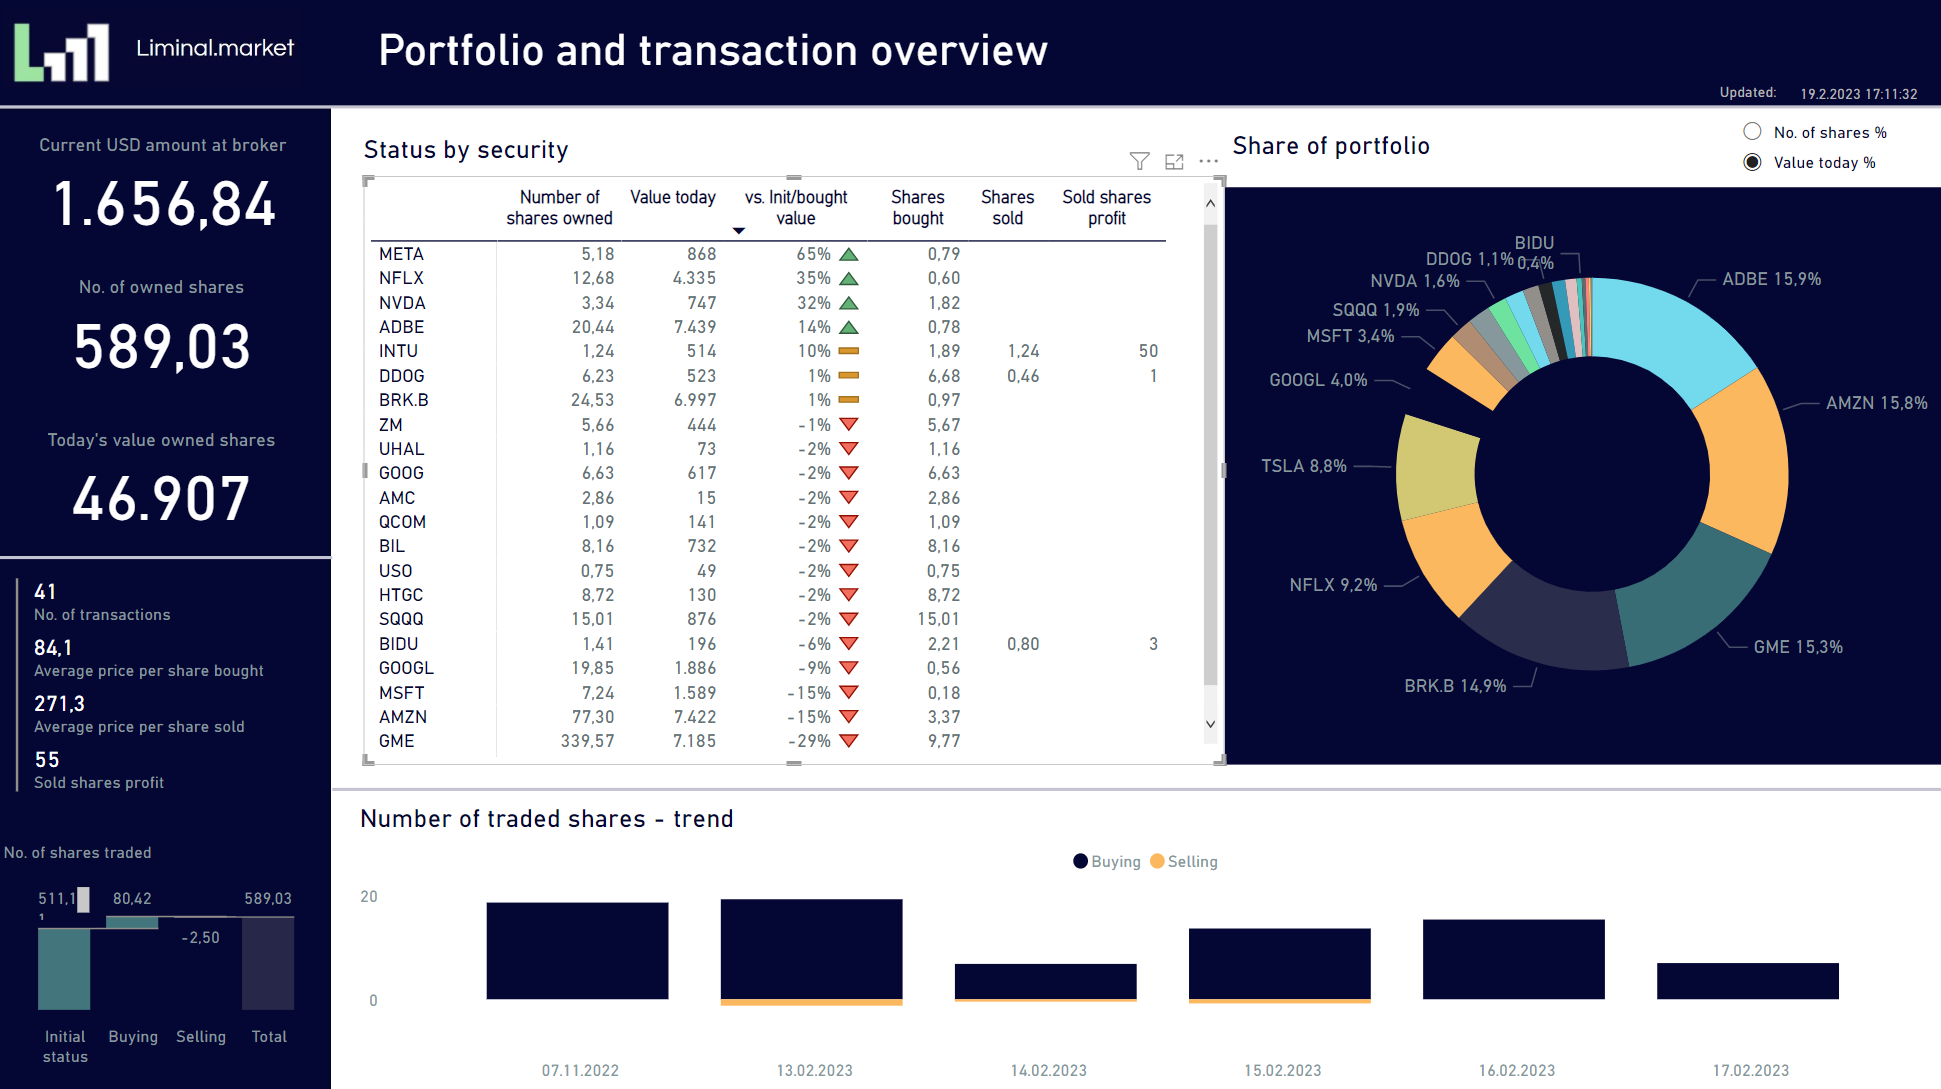 Liminal.market
Portfolio and transaction overview
Updated: 19.2.2023 17:11:32
Current USD amount at broker
1.656,84
No. of owned shares
589,03
Today's value owned shares
46.907
41
No. of transactions
84,1
Average price per share bought
271,3
Average price per share sold
55
Sold shares profit
No. of shares traded
511,1
1
80,42
-2,50
589,03
Initial status
Buying
Selling
Total
Status by security
Number of shares owned
Value today
vs. Init/bought value
Shares bought
Shares sold
Sold shares profit
META 5,18 868 65% 0,79
NFLX 12,68 4.335 35% 0,60
NVDA 3,34 747 32% 1,82
ADBE 20,44 7.439 14% 0,78
INTU 1,24 514 10% 1,89 1,24 50
DDOG 6,23 523 1% 6,68 0,46 1
BRK.B 24,53 6.997 1% 0,97
ZM 5,66 444 -1% 5,67
UHAL 1,16 73 -2% 1,16
GOOG 6,63 617 -2% 6,63
AMC 2,86 15 -2% 2,86
QCOM 1,09 141 -2% 1,09
BIL 8,16 732 -2% 8,16
USO 0,75 49 -2% 0,75
HTGC 8,72 130 -2% 8,72
SQQQ 15,01 876 -2% 15,01
BIDU 1,41 196 -6% 2,21 0,80 3
GOOGL 19,85 1.886 -9% 0,56
MSFT 7,24 1.589 -15% 0,18
AMZN 77,30 7.422 -15% 3,37
GME 339,57 7.185 -29% 9,77
Share of portfolio
No. of shares %
Value today %
BIDU 0,4%
DDOG 1,1%
NVDA 1,6%
SQQQ 1,9%
MSFT 3,4%
GOOGL 4,0%
TSLA 8,8%
NFLX 9,2%
BRK.B 14,9%
GME 15,3%
AMZN 15,8%
ADBE 15,9%
Number of traded shares - trend
Buying Selling
20
0
07.11.2022 13.02.2023 14.02.2023 15.02.2023 16.02.2023 17.02.2023